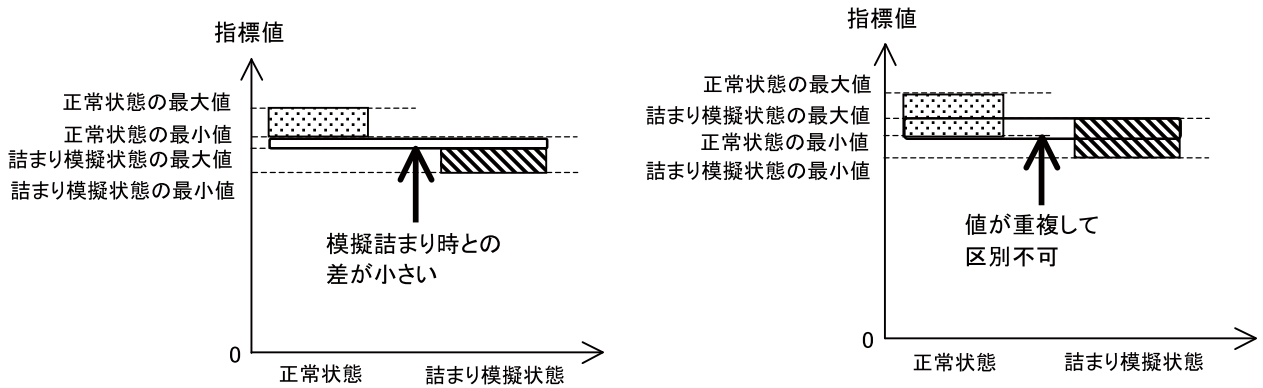 指標値
正常状態の最大値
正常状態の最小値
詰まり模擬状態の最大値
詰まり模擬状態の最小値
模擬詰まり時との
差が小さい
0
正常状態
詰まり模擬状態
指標値
正常状態の最大値
詰まり模擬状態の最大値
正常状態の最小値
詰まり模擬状態の最小値
値が重複して
区別不可
0
正常状態
詰まり模擬状態